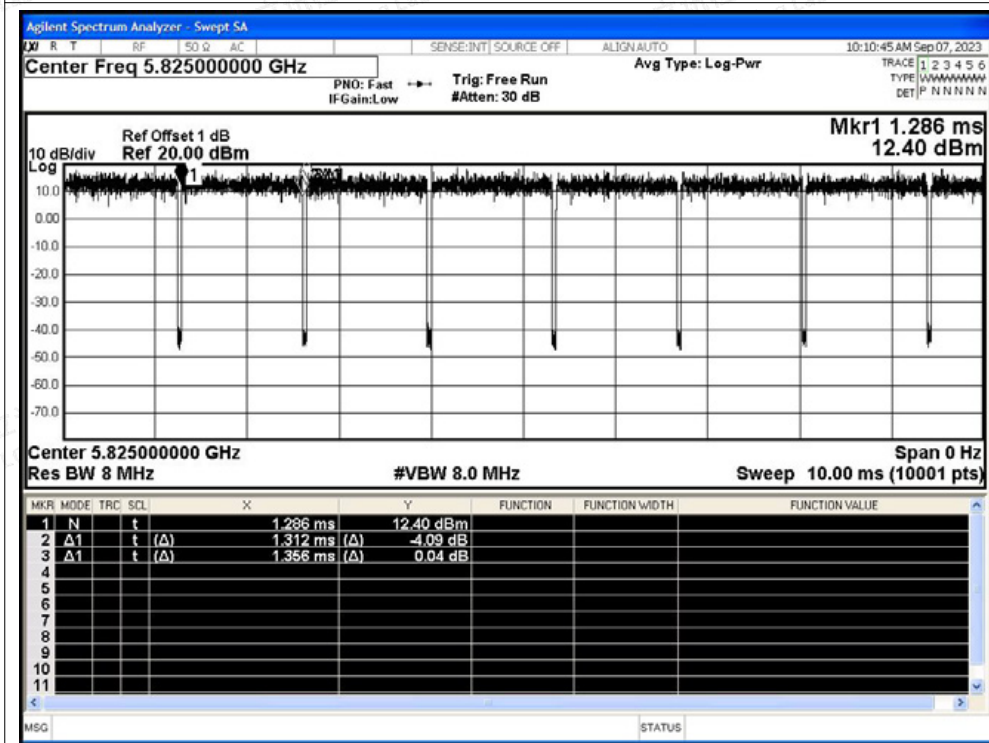 Agilent Spectrum Analyzer - Swept SA
LXI R T RF 50 Ω AC SENSE:INT SOURCE OFF ALIGN AUTO 10:10:45 AM Sep 07, 2023
Center Freq 5.825000000 GHz Avg Type: Log-Pwr TRACE 1 2 3 4 5 6
PNO: Fast Trig: Free Run TYPE WWWWWW
IFGain:Low #Atten: 30 dB DET P N N N N N
Ref Offset 1 dB Mkr1 1.286 ms
10 dB/div Ref 20.00 dBm 12.40 dBm
Log
1
10.0
0.00
-10.0
-20.0
-30.0
-40.0
-50.0
-60.0
-70.0
Center 5.825000000 GHz Span 0 Hz
Res BW 8 MHz #VBW 8.0 MHz Sweep 10.00 ms (10001 pts)
MKR MODE TRC SCL X Y FUNCTION FUNCTION WIDTH FUNCTION VALUE
1 N t 1.286 ms 12.40 dBm
2 Δ1 t (Δ) 1.312 ms (Δ) -4.09 dB
3 Δ1 t (Δ) 1.356 ms (Δ) 0.04 dB
4
5
6
7
8
9
10
11
MSG STATUS